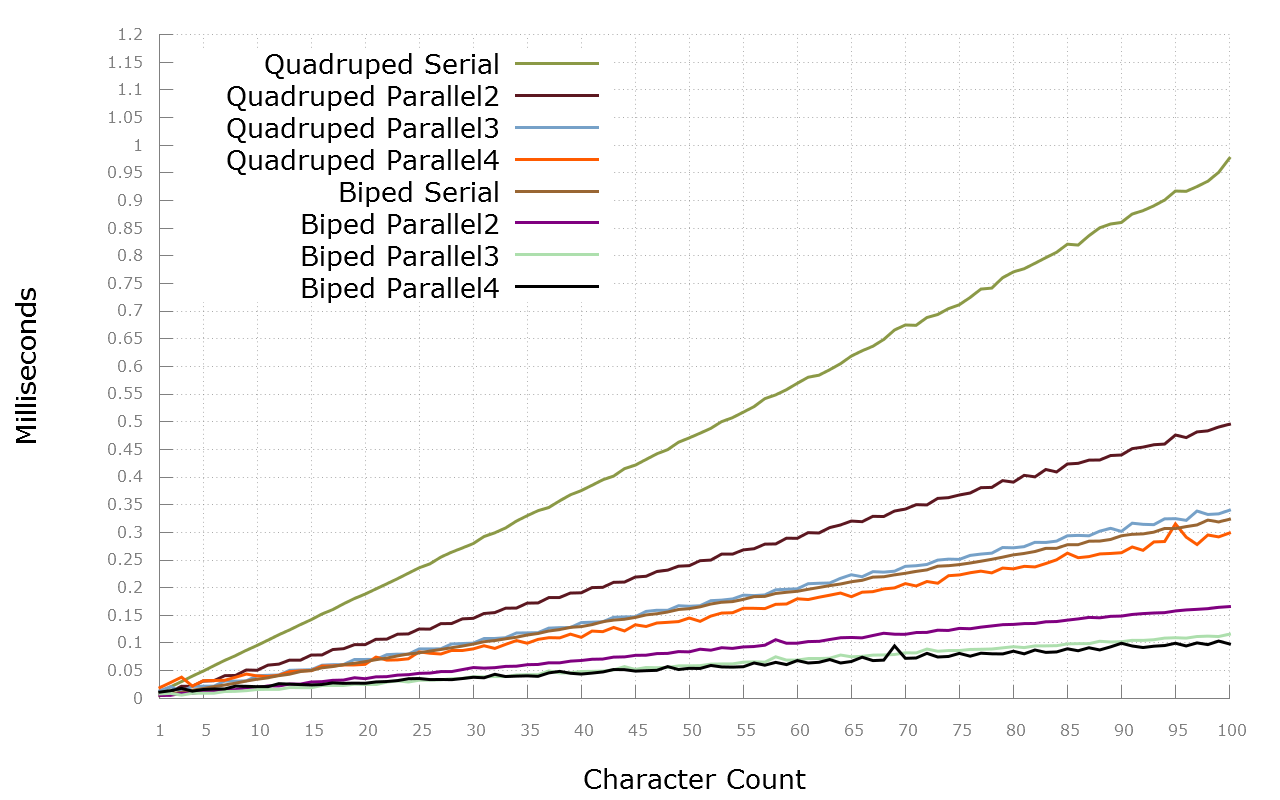 1.2
1.15
1.1
1.05
1
0.95
0.9
0.85
0.8
0.75
0.7
0.65
0.6
0.55
0.5
0.45
0.4
0.35
0.3
0.25
0.2
0.15
0.1
0.05
0
Quadruped Serial
Quadruped Parallel2
Quadruped Parallel3
Quadruped Parallel4
Biped Serial
Biped Parallel2
Biped Parallel3
Biped Parallel4
Milliseconds
1 5 10 15 20 25 30 35 40 45 50 55 60 65 70 75 80 85 90 95 100
Character Count